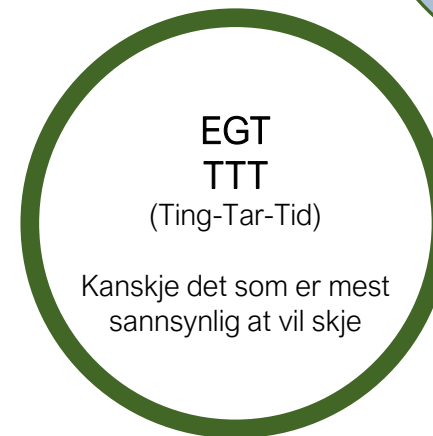 EGT
TTT
(Ting-Tar-Tid)
Kanskje det som er mest
sannsynlig at vil skje